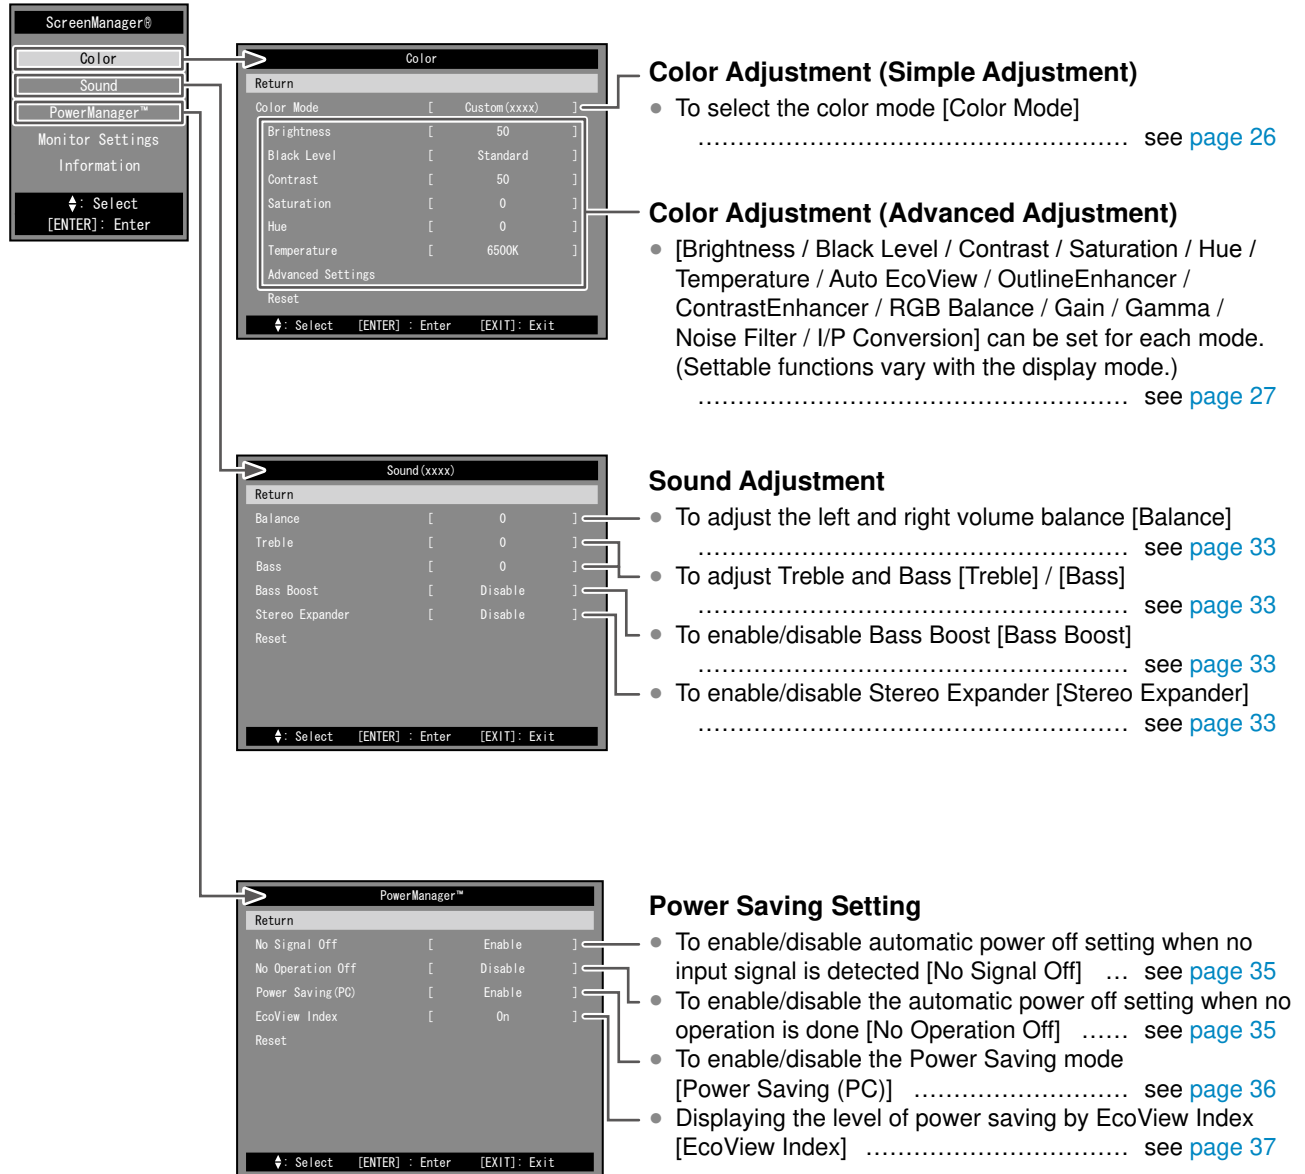 ScreenManager®
Color
Sound
PowerManager™
Monitor Settings
Information
: Select
[ENTER]: Enter
Color
Return
Color Mode [ Custom(xxxx) ]
Brightness [ 50 ]
Black Level [ Standard ]
Contrast [ 50 ]
Saturation [ 0 ]
Hue [ 0 ]
Temperature [ 6500K ]
Advanced Settings
Reset
: Select [ENTER] : Enter [EXIT]: Exit
Color Adjustment (Simple Adjustment)
● To select the color mode [Color Mode]
...................................................... see page 26
Color Adjustment (Advanced Adjustment)
● [Brightness / Black Level / Contrast / Saturation / Hue /
Temperature / Auto EcoView / OutlineEnhancer /
ContrastEnhancer / RGB Balance / Gain / Gamma /
Noise Filter / I/P Conversion] can be set for each mode.
(Settable functions vary with the display mode.)
...................................................... see page 27
Sound(xxxx)
Return
Balance [ 0 ]
Treble [ 0 ]
Bass [ 0 ]
Bass Boost [ Disable ]
Stereo Expander [ Disable ]
Reset
: Select [ENTER] : Enter [EXIT]: Exit
Sound Adjustment
● To adjust the left and right volume balance [Balance]
...................................................... see page 33
● To adjust Treble and Bass [Treble] / [Bass]
...................................................... see page 33
● To enable/disable Bass Boost [Bass Boost]
...................................................... see page 33
● To enable/disable Stereo Expander [Stereo Expander]
...................................................... see page 33
PowerManager™
Return
No Signal Off [ Enable ]
No Operation Off [ Disable ]
Power Saving(PC) [ Enable ]
EcoView Index [ On ]
Reset
: Select [ENTER] : Enter [EXIT]: Exit
Power Saving Setting
● To enable/disable automatic power off setting when no
input signal is detected [No Signal Off] ... see page 35
● To enable/disable the automatic power off setting when no
operation is done [No Operation Off] ...... see page 35
● To enable/disable the Power Saving mode
[Power Saving (PC)] ........................... see page 36
● Displaying the level of power saving by EcoView Index
[EcoView Index] ................................. see page 37